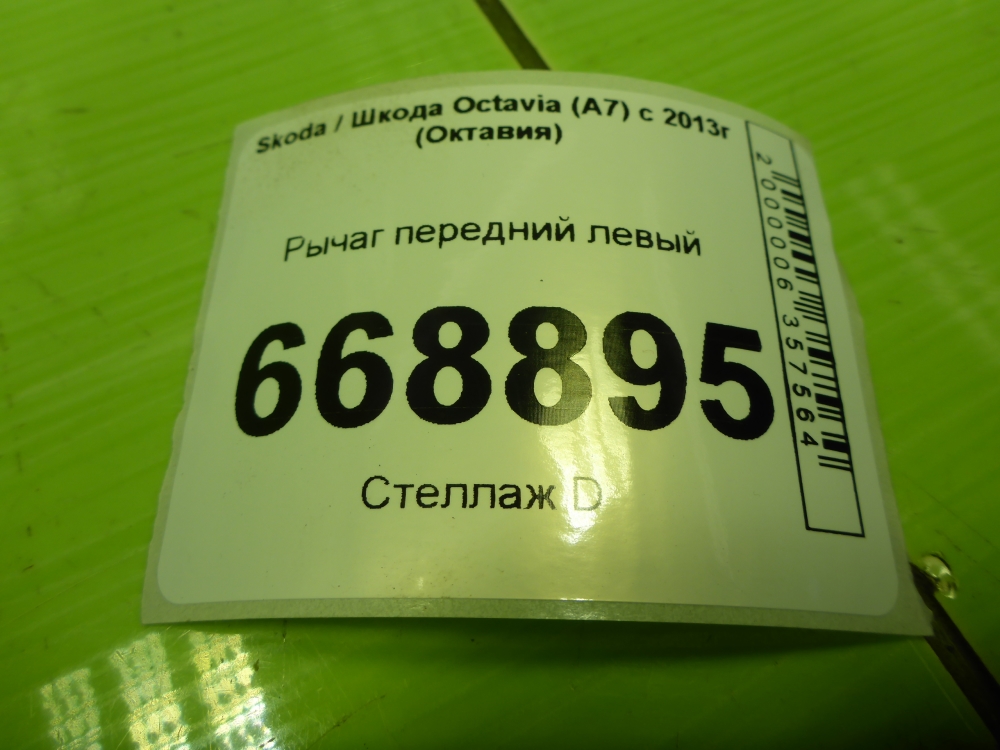 Skoda / Шкода Octavia (A7) с 2013г
(Октавия)
Рычаг передний левый
668895
Стеллаж D
2000006357564